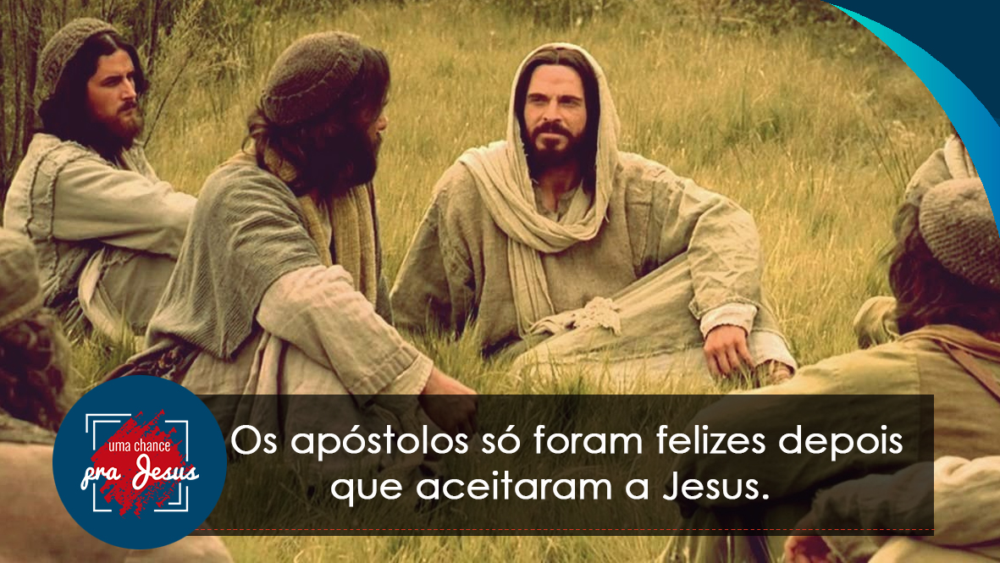 uma chance
pra Jesus
Os apóstolos só foram felizes depois
que aceitaram a Jesus.